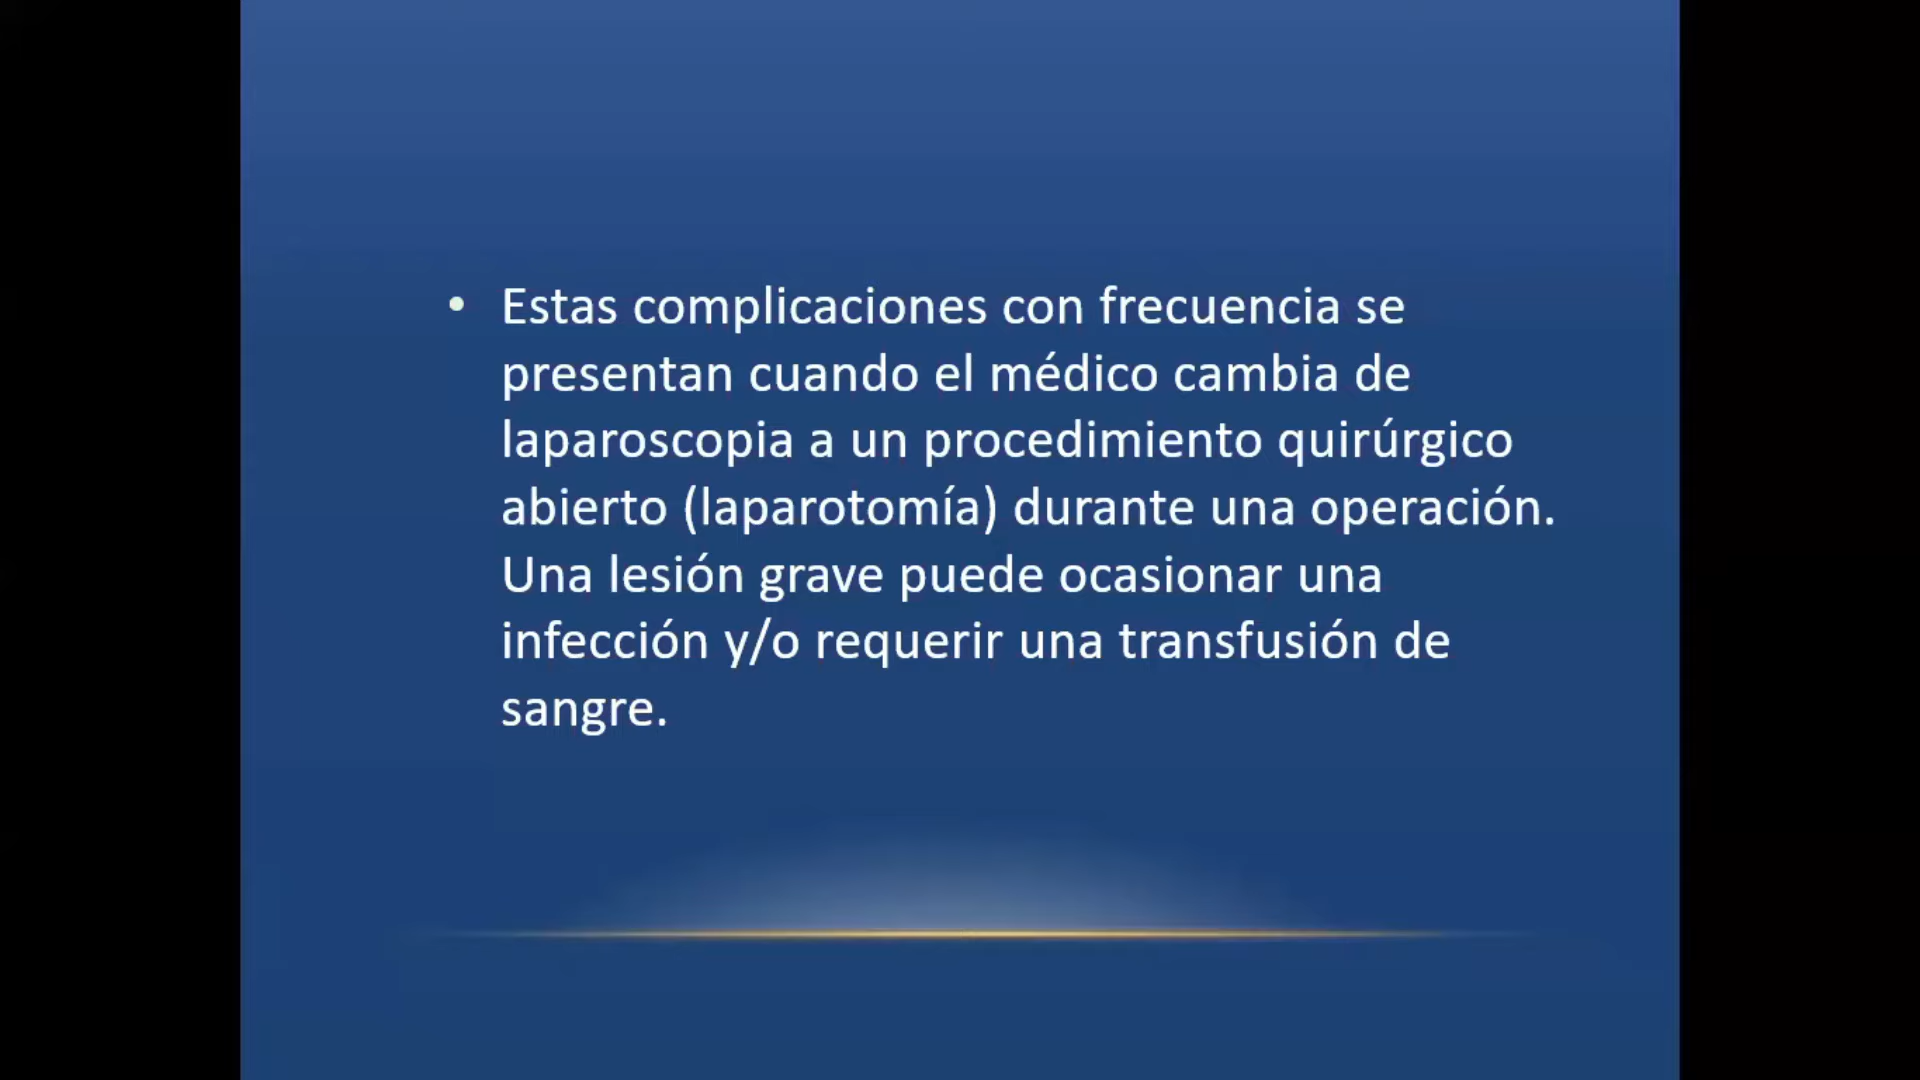 • Estas complicaciones con frecuencia se
presentan cuando el médico cambia de
laparoscopia a un procedimiento quirúrgico
abierto (laparotomía) durante una operación.
Una lesión grave puede ocasionar una
infección y/o requerir una transfusión de
sangre.